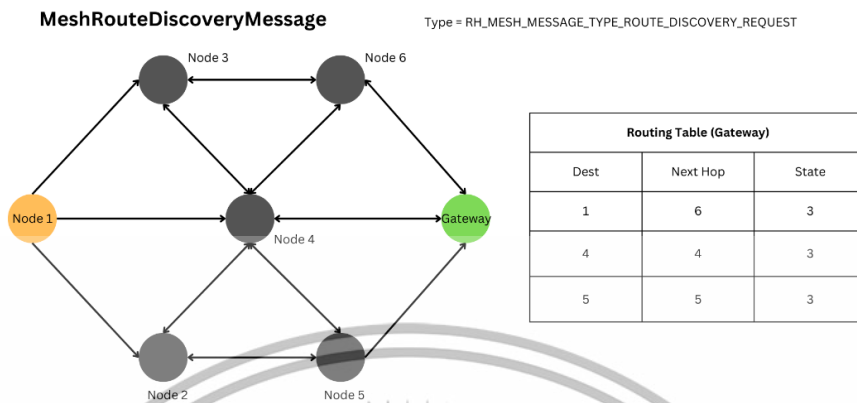 MeshRouteDiscoveryMessage
Type = RH_MESH_MESSAGE_TYPE_ROUTE_DISCOVERY_REQUEST
Node 3
Node 6
Node 1
Node 4
Gateway
Node 2
Node 5
Routing Table (Gateway)
Dest Next Hop State
1 6 3
4 4 3
5 5 3